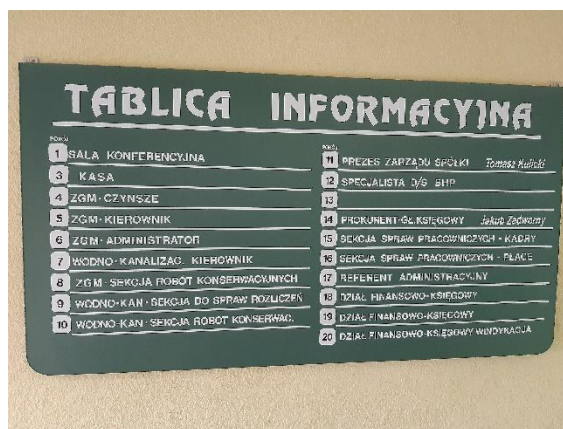 TABLICA INFORMACYJNA
POKÓJ
1 SALA KONFERENCYJNA
3 KASA
4 ZGM-CZYNSZE
5 ZGM-KIEROWNIK
6 ZGM-ADMINISTRATOR
7 WODNO-KANALIZAC. KIEROWNIK
8 ZGM-SEKCJA ROBÓT KONSERWACYJNYCH
9 WODNO-KAN-SEKCJA DO SPRAW ROZLICZEŃ
10 WODNO-KAN-SEKCJA ROBÓT KONSERWAC.
POKÓJ
11 PREZES ZARZĄDU SPÓŁKI Tomasz Kulicki
12 SPECJALISTA D/S BHP
13
14 PROKURENT-GŁ.KSIĘGOWY Jakub Zadworny
15 SEKCJA SPRAW PRACOWNICZYCH - KADRY
16 SEKCJA SPRAW PRACOWNICZYCH - PŁACE
17 REFERENT ADMINISTRACYJNY
18 DZIAŁ FINANSOWO-KSIĘGOWY
19 DZIAŁ FINANSOWO-KSIĘGOWY
20 DZIAŁ FINANSOWO-KSIĘGOWY WINDYKACJA